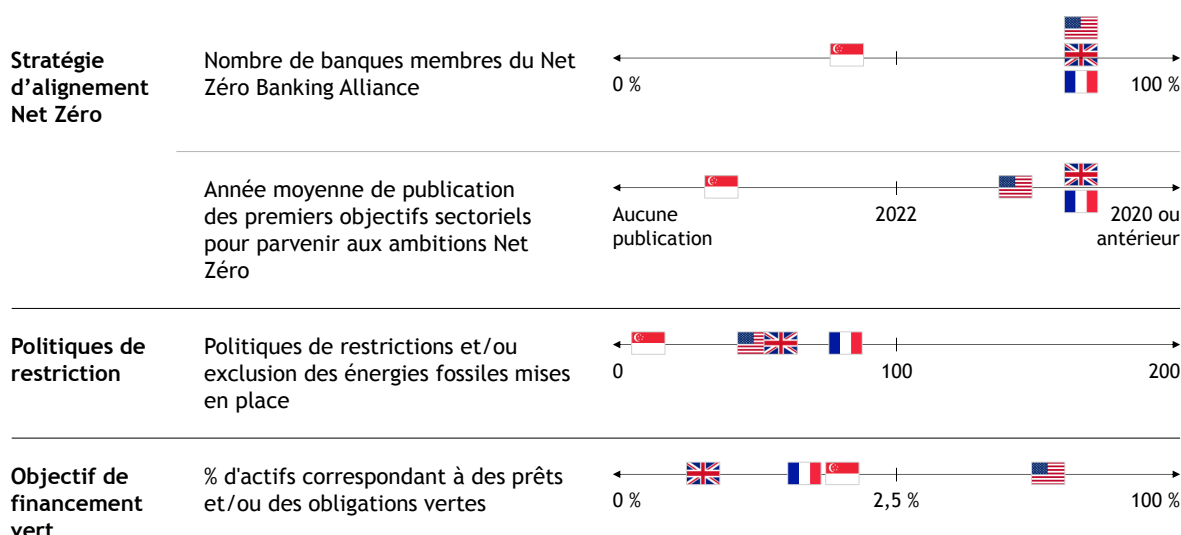 Stratégie
d’alignement
Net Zéro
Nombre de banques membres du Net
Zéro Banking Alliance
0 %
100 %
Année moyenne de publication
des premiers objectifs sectoriels
pour parvenir aux ambitions Net
Zéro
Aucune
publication
2022
2020 ou
antérieur
Politiques de
restriction
Politiques de restrictions et/ou
exclusion des énergies fossiles mises
en place
0
100
200
Objectif de
financement
vert
% d'actifs correspondant à des prêts
et/ou des obligations vertes
0 %
2,5 %
100 %